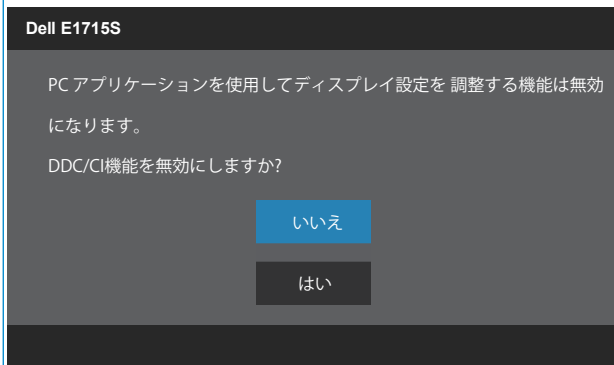 Dell E1715S
PC アプリケーションを使用してディスプレイ設定を 調整する機能は無効
になります。
DDC/CI機能を無効にしますか?
いいえ
はい